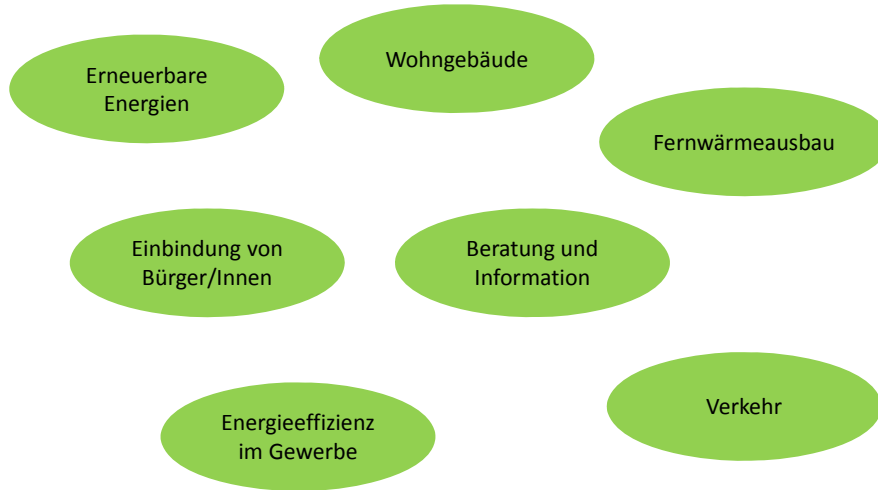 Erneuerbare
Energien
Wohngebäude
Fernwärmeausbau
Einbindung von
Bürger/Innen
Beratung und
Information
Energieeffizienz
im Gewerbe
Verkehr